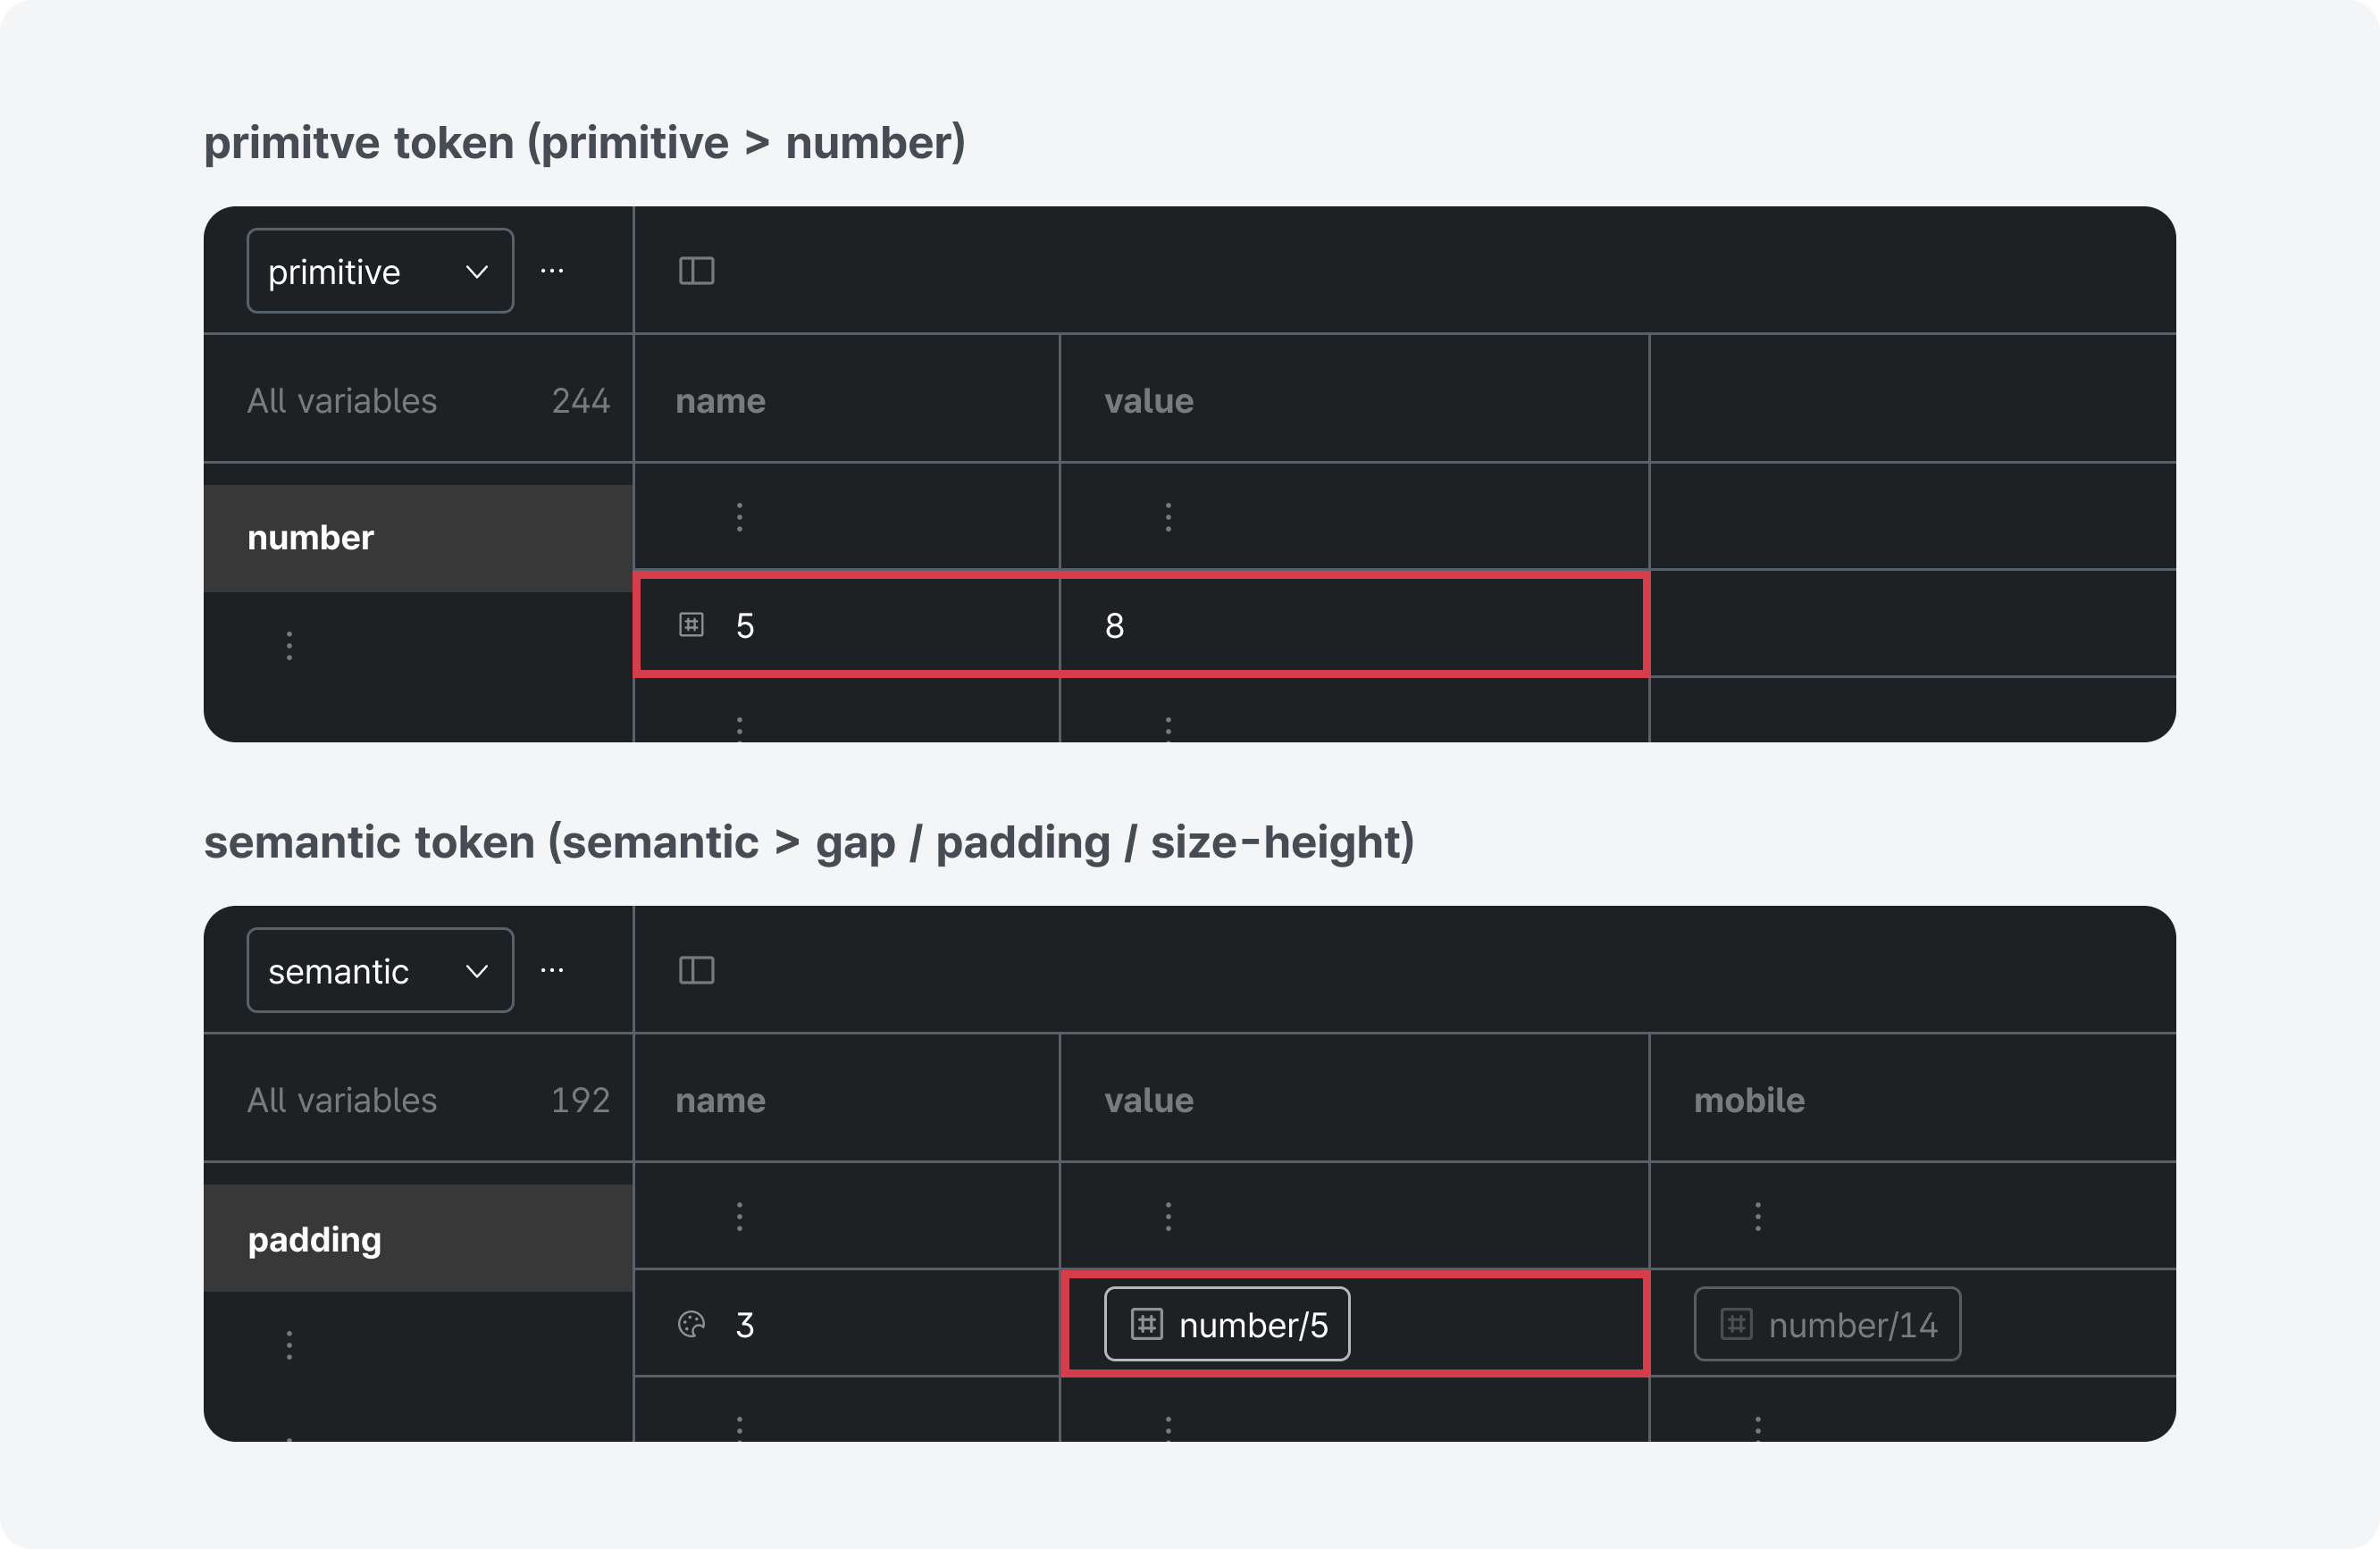 primitve token (primitive > number)
primitive
All variables 244 name value
number
5 8
semantic token (semantic > gap / padding / size-height)
semantic
All variables 192 name value mobile
padding
3 number/5 number/14